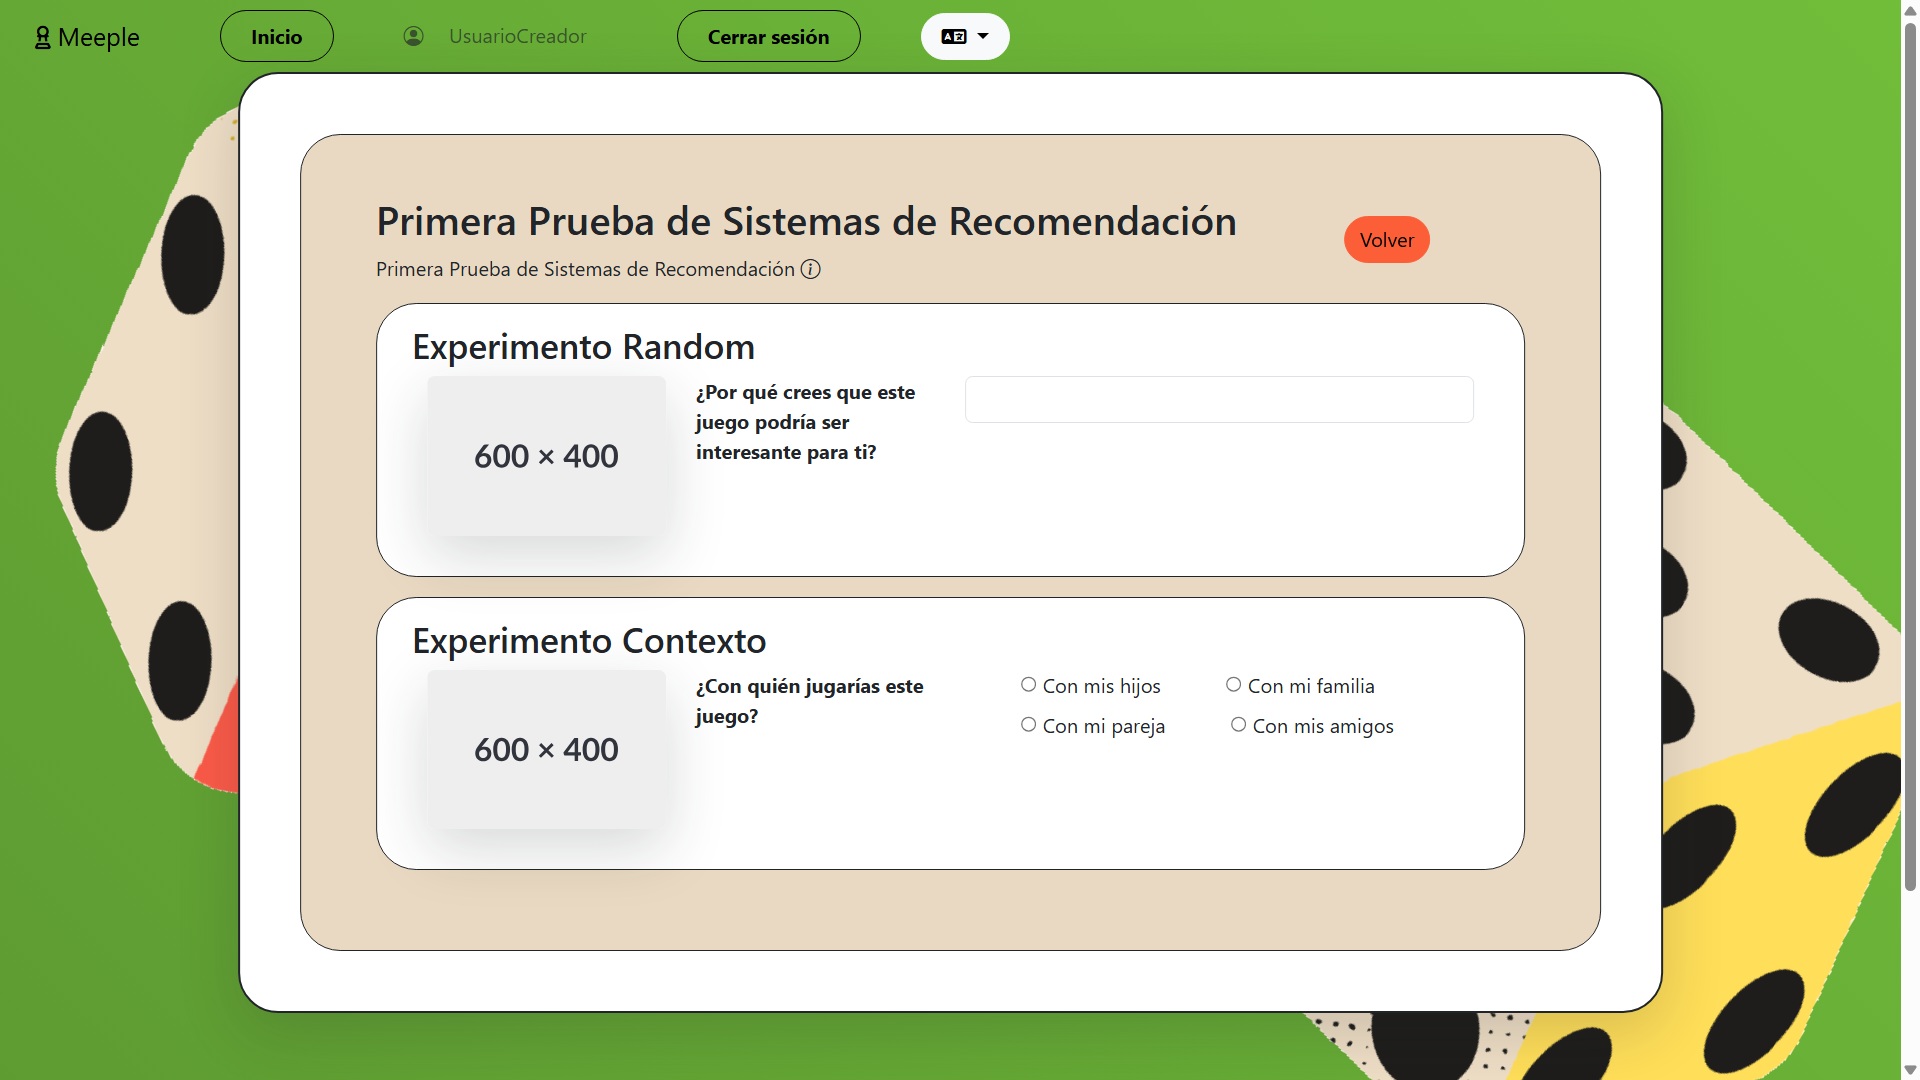 Meeple
Inicio
UsuarioCreador
Cerrar sesión
Primera Prueba de Sistemas de Recomendación
Volver
Primera Prueba de Sistemas de Recomendación
Experimento Random
600 × 400
¿Por qué crees que este
juego podría ser
interesante para ti?
Experimento Contexto
600 × 400
¿Con quién jugarías este
juego?
Con mis hijos
Con mi familia
Con mi pareja
Con mis amigos